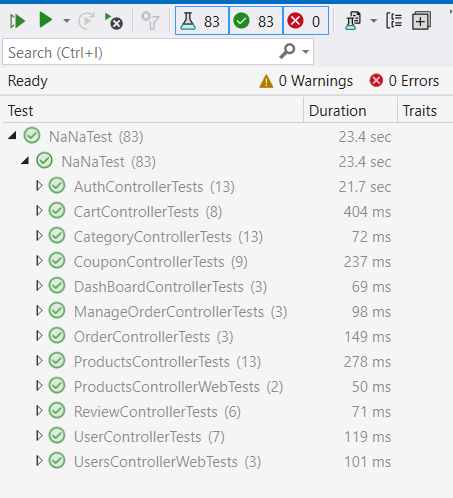 83 83 0
Search (Ctrl+I)
Ready 0 Warnings 0 Errors
Test Duration Traits
NaNaTest (83) 23.4 sec
NaNaTest (83) 23.4 sec
AuthControllerTests (13) 21.7 sec
CartControllerTests (8) 404 ms
CategoryControllerTests (13) 72 ms
CouponControllerTests (9) 237 ms
DashBoardControllerTests (3) 69 ms
ManageOrderControllerTests (3) 98 ms
OrderControllerTests (3) 149 ms
ProductsControllerTests (13) 278 ms
ProductsControllerWebTests (2) 50 ms
ReviewControllerTests (6) 71 ms
UserControllerTests (7) 119 ms
UsersControllerWebTests (3) 101 ms